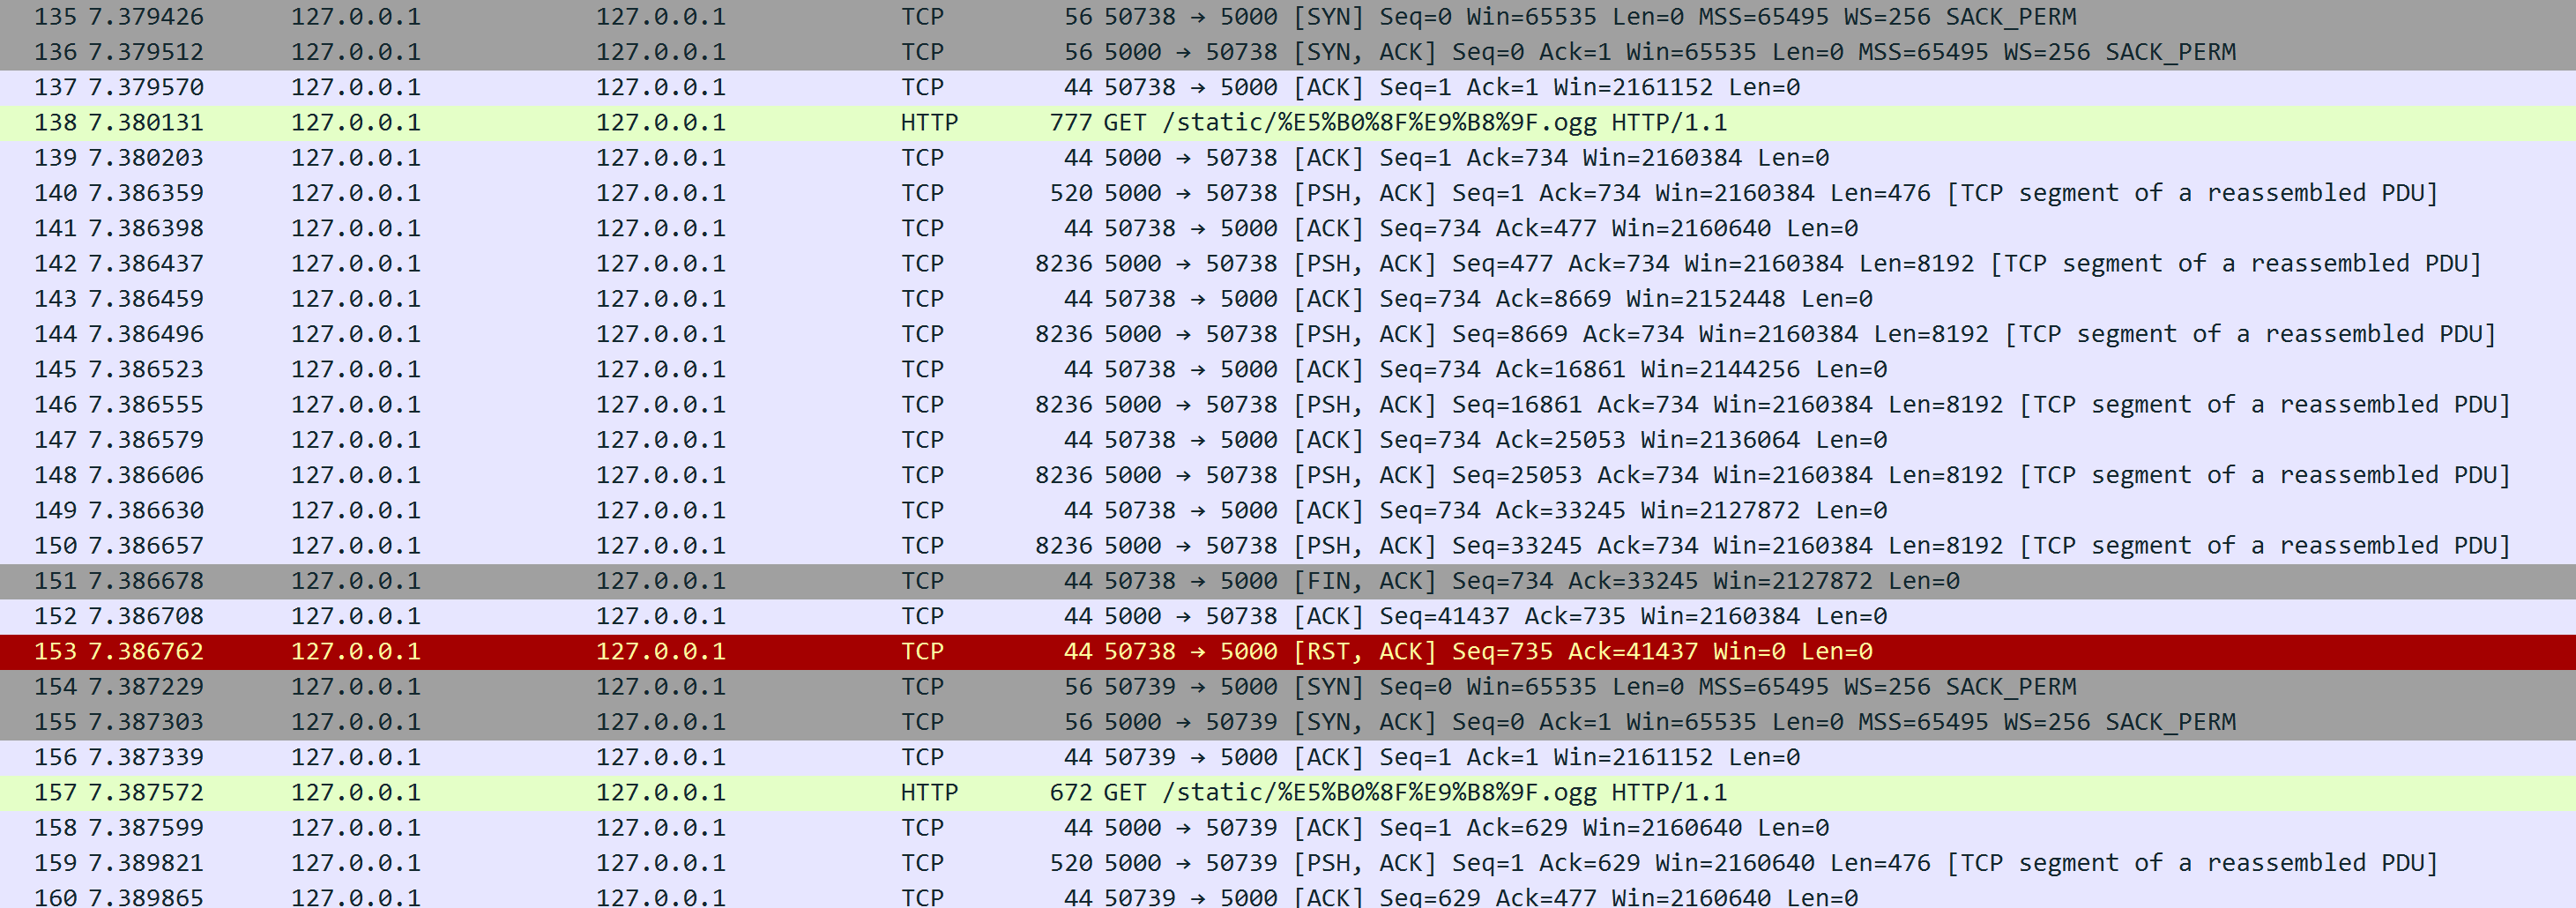 135 7.379426 127.0.0.1 127.0.0.1 TCP 56 50738 → 5000 [SYN] Seq=0 Win=65535 Len=0 MSS=65495 WS=256 SACK_PERM
136 7.379512 127.0.0.1 127.0.0.1 TCP 56 5000 → 50738 [SYN, ACK] Seq=0 Ack=1 Win=65535 Len=0 MSS=65495 WS=256 SACK_PERM
137 7.379570 127.0.0.1 127.0.0.1 TCP 44 50738 → 5000 [ACK] Seq=1 Ack=1 Win=2161152 Len=0
138 7.380131 127.0.0.1 127.0.0.1 HTTP 777 GET /static/%E5%B0%8F%E9%B8%9F.ogg HTTP/1.1
139 7.380203 127.0.0.1 127.0.0.1 TCP 44 5000 → 50738 [ACK] Seq=1 Ack=734 Win=2160384 Len=0
140 7.386359 127.0.0.1 127.0.0.1 TCP 520 5000 → 50738 [PSH, ACK] Seq=1 Ack=734 Win=2160384 Len=476 [TCP segment of a reassembled PDU]
141 7.386398 127.0.0.1 127.0.0.1 TCP 44 50738 → 5000 [ACK] Seq=734 Ack=477 Win=2160640 Len=0
142 7.386437 127.0.0.1 127.0.0.1 TCP 8236 5000 → 50738 [PSH, ACK] Seq=477 Ack=734 Win=2160384 Len=8192 [TCP segment of a reassembled PDU]
143 7.386459 127.0.0.1 127.0.0.1 TCP 44 50738 → 5000 [ACK] Seq=734 Ack=8669 Win=2152448 Len=0
144 7.386496 127.0.0.1 127.0.0.1 TCP 8236 5000 → 50738 [PSH, ACK] Seq=8669 Ack=734 Win=2160384 Len=8192 [TCP segment of a reassembled PDU]
145 7.386523 127.0.0.1 127.0.0.1 TCP 44 50738 → 5000 [ACK] Seq=734 Ack=16861 Win=2144256 Len=0
146 7.386555 127.0.0.1 127.0.0.1 TCP 8236 5000 → 50738 [PSH, ACK] Seq=16861 Ack=734 Win=2160384 Len=8192 [TCP segment of a reassembled PDU]
147 7.386579 127.0.0.1 127.0.0.1 TCP 44 50738 → 5000 [ACK] Seq=734 Ack=25053 Win=2136064 Len=0
148 7.386606 127.0.0.1 127.0.0.1 TCP 8236 5000 → 50738 [PSH, ACK] Seq=25053 Ack=734 Win=2160384 Len=8192 [TCP segment of a reassembled PDU]
149 7.386630 127.0.0.1 127.0.0.1 TCP 44 50738 → 5000 [ACK] Seq=734 Ack=33245 Win=2127872 Len=0
150 7.386657 127.0.0.1 127.0.0.1 TCP 8236 5000 → 50738 [PSH, ACK] Seq=33245 Ack=734 Win=2160384 Len=8192 [TCP segment of a reassembled PDU]
151 7.386678 127.0.0.1 127.0.0.1 TCP 44 50738 → 5000 [FIN, ACK] Seq=734 Ack=33245 Win=2127872 Len=0
152 7.386708 127.0.0.1 127.0.0.1 TCP 44 5000 → 50738 [ACK] Seq=41437 Ack=735 Win=2160384 Len=0
153 7.386762 127.0.0.1 127.0.0.1 TCP 44 50738 → 5000 [RST, ACK] Seq=735 Ack=41437 Win=0 Len=0
154 7.387229 127.0.0.1 127.0.0.1 TCP 56 50739 → 5000 [SYN] Seq=0 Win=65535 Len=0 MSS=65495 WS=256 SACK_PERM
155 7.387303 127.0.0.1 127.0.0.1 TCP 56 5000 → 50739 [SYN, ACK] Seq=0 Ack=1 Win=65535 Len=0 MSS=65495 WS=256 SACK_PERM
156 7.387339 127.0.0.1 127.0.0.1 TCP 44 50739 → 5000 [ACK] Seq=1 Ack=1 Win=2161152 Len=0
157 7.387572 127.0.0.1 127.0.0.1 HTTP 672 GET /static/%E5%B0%8F%E9%B8%9F.ogg HTTP/1.1
158 7.387599 127.0.0.1 127.0.0.1 TCP 44 5000 → 50739 [ACK] Seq=1 Ack=629 Win=2160640 Len=0
159 7.389821 127.0.0.1 127.0.0.1 TCP 520 5000 → 50739 [PSH, ACK] Seq=1 Ack=629 Win=2160640 Len=476 [TCP segment of a reassembled PDU]
160 7.389865 127.0.0.1 127.0.0.1 TCP 44 50739 → 5000 [ACK] Seq=629 Ack=477 Win=2160640 Len=0